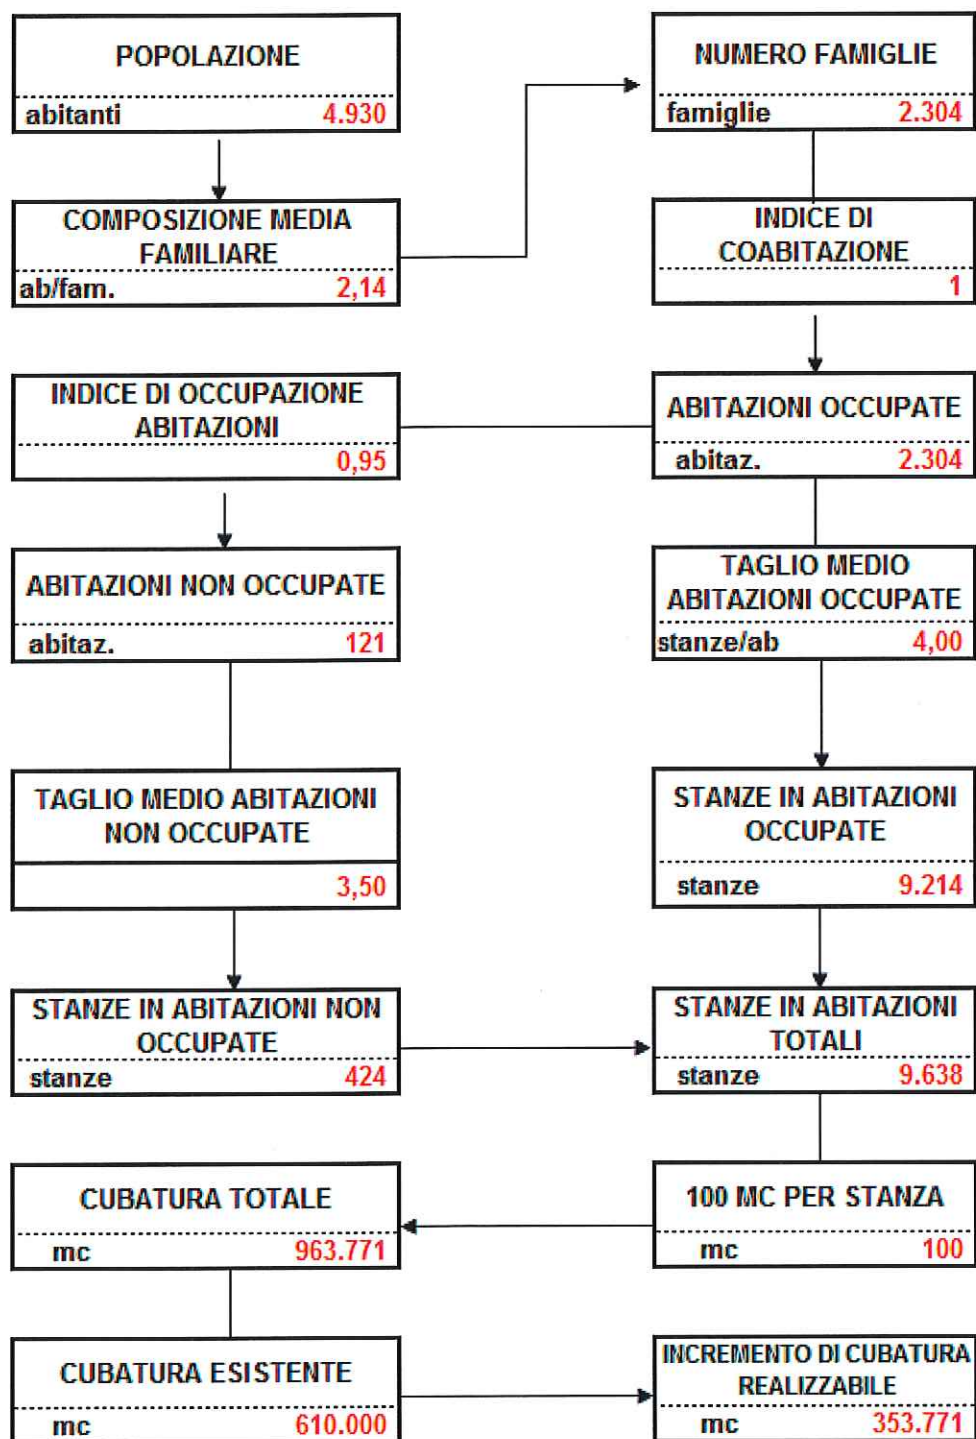 POPOLAZIONE
abitanti 4.930
NUMERO FAMIGLIE
famiglie 2.304
COMPOSIZIONE MEDIA
FAMILIARE
ab/fam. 2,14
INDICE DI
COABITAZIONE
1
INDICE DI OCCUPAZIONE
ABITAZIONI
0,95
ABITAZIONI OCCUPATE
abitaz. 2.304
ABITAZIONI NON OCCUPATE
abitaz. 121
TAGLIO MEDIO
ABITAZIONI OCCUPATE
stanze/ab 4,00
TAGLIO MEDIO ABITAZIONI
NON OCCUPATE
3,50
STANZE IN ABITAZIONI
OCCUPATE
stanze 9.214
STANZE IN ABITAZIONI NON
OCCUPATE
stanze 424
STANZE IN ABITAZIONI
TOTALI
stanze 9.638
CUBATURA TOTALE
mc 963.771
100 MC PER STANZA
mc 100
CUBATURA ESISTENTE
mc 610.000
INCREMENTO DI CUBATURA
REALIZZABILE
mc 353.771